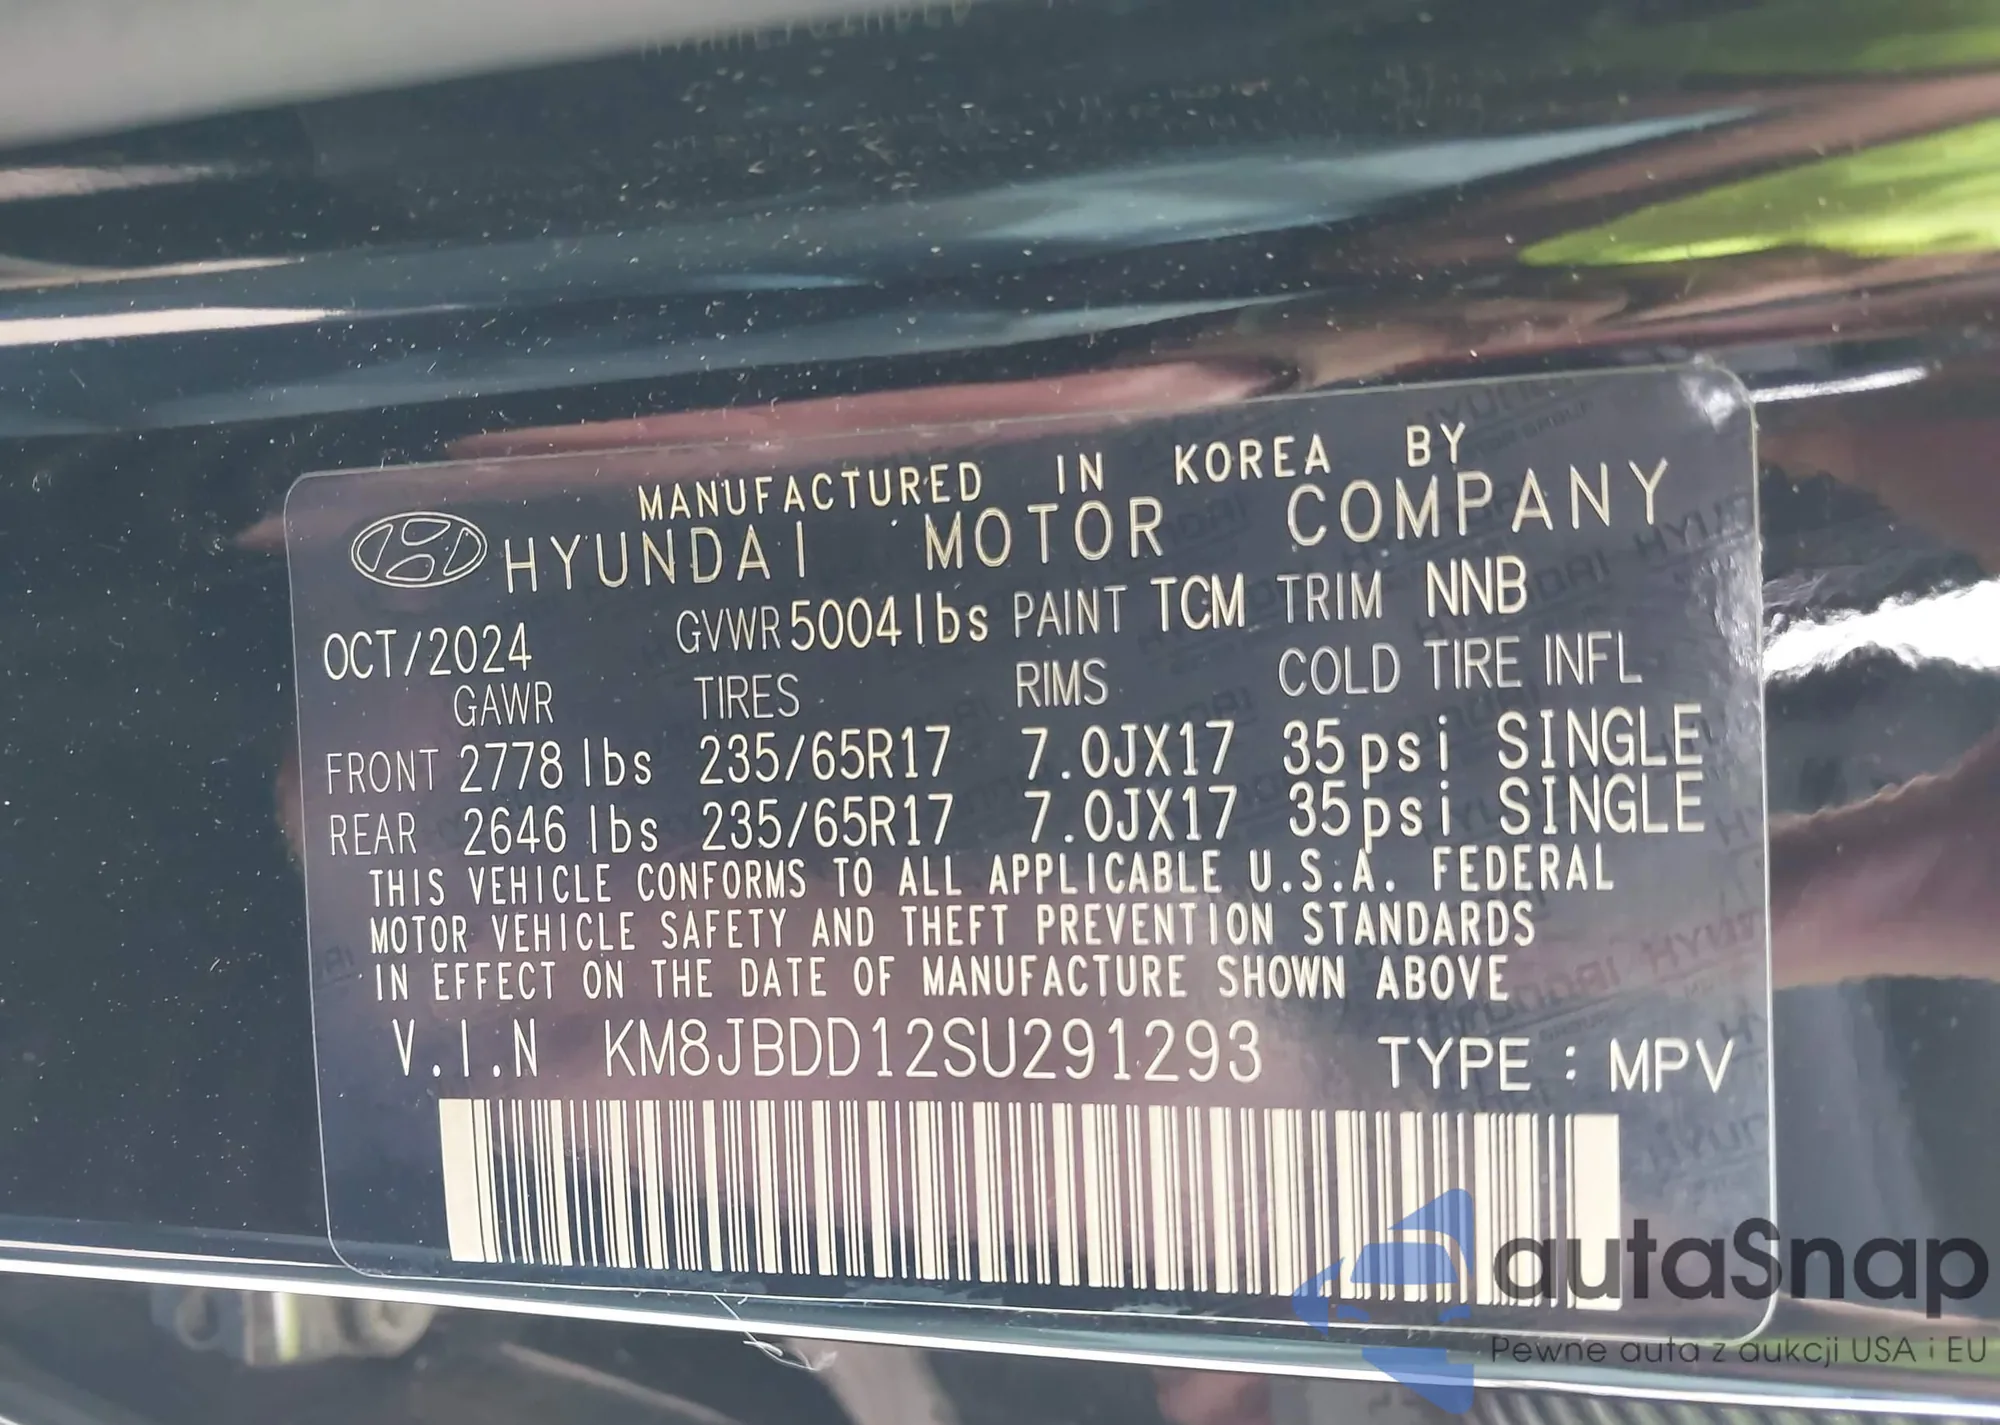 MANUFACTURED IN KOREA BY
HYUNDAI MOTOR COMPANY
OCT/2024 GVWR 5004lbs PAINT TCM TRIM NNB
GAWR TIRES RIMS COLD TIRE INFL
FRONT 2778 lbs 235/65R17 7.0JX17 35psi SINGLE
REAR 2646 lbs 235/65R17 7.0JX17 35psi SINGLE
THIS VEHICLE CONFORMS TO ALL APPLICABLE U.S.A. FEDERAL
MOTOR VEHICLE SAFETY AND THEFT PREVENTION STANDARDS
IN EFFECT ON THE DATE OF MANUFACTURE SHOWN ABOVE
V.I.N KM8JBDD12SU291293 TYPE : MPV
autaSnap
Pewne auta z aukcji USA i EU